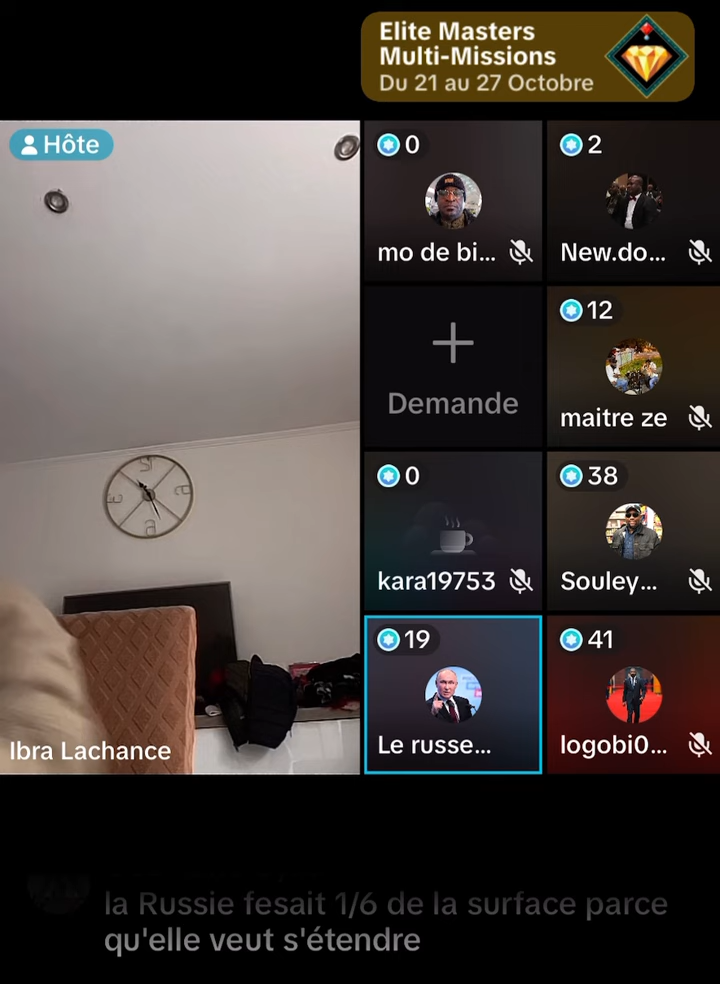 Elite Masters
Multi-Missions
Du 21 au 27 Octobre
Hôte
0
mo de bi...
2
New.do...
Demande
12
maitre ze
0
kara19753
38
Souley...
19
Le russe...
41
logobi0...
Ibra Lachance
la Russie fesait 1/6 de la surface parce
qu'elle veut s'étendre